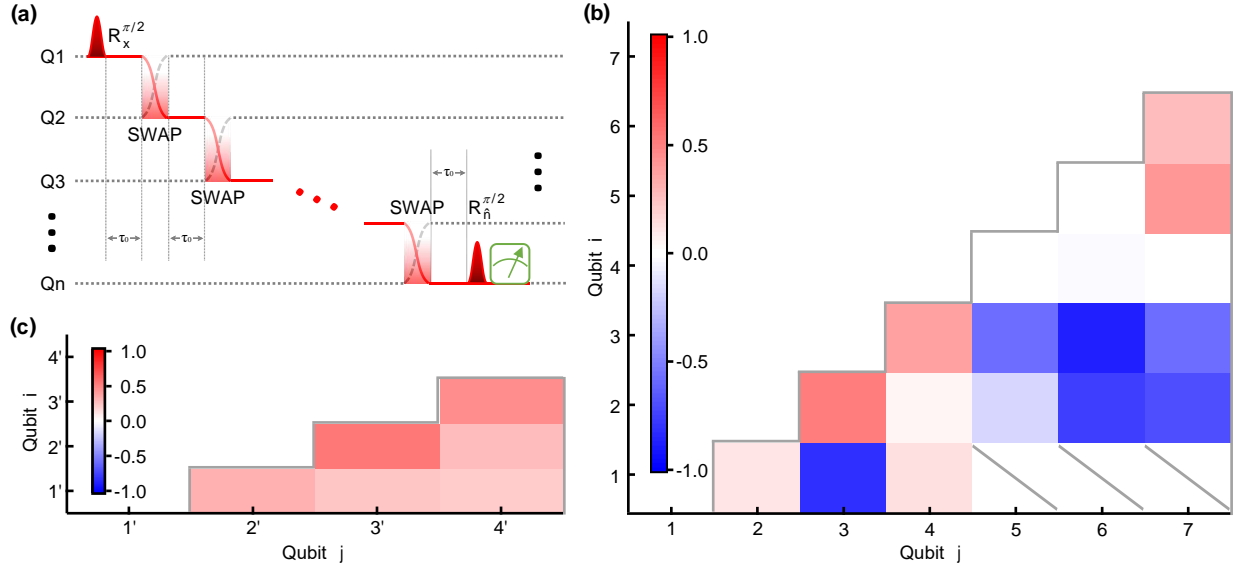 (a)
R_x^{π/2}
Q1
Q2
SWAP
Q3
SWAP
τ₀
τ₀
SWAP
τ₀
R_{n̂}^{π/2}
Qn
(b)
Qubit i
7
6
5
4
3
2
1
1.0
0.5
0.0
-0.5
-1.0
1 2 3 4 5 6 7
Qubit j
(c)
Qubit i
4'
3'
2'
1'
1.0
0.5
0.0
-0.5
-1.0
1' 2' 3' 4'
Qubit j